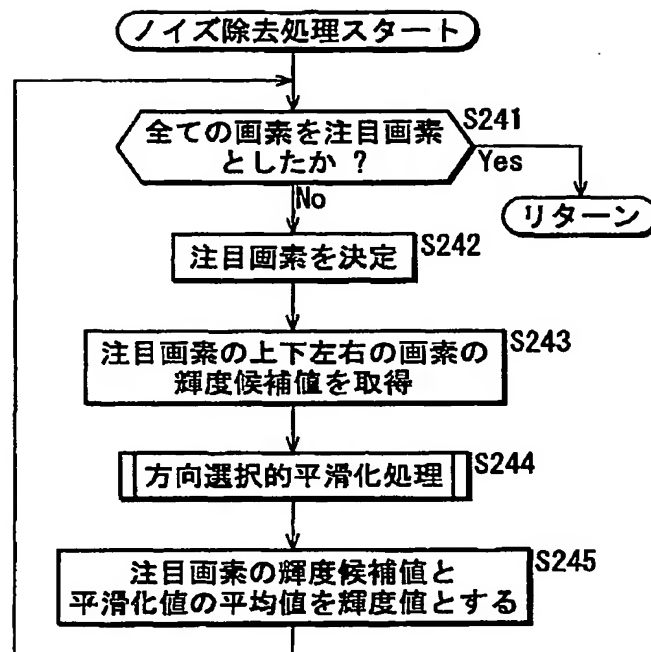 ノイズ除去処理スタート
全ての画素を注目画素
としたか ?
S241
Yes
No
リターン
注目画素を決定
S242
注目画素の上下左右の画素の
輝度候補値を取得
S243
方向選択的平滑化処理
S244
注目画素の輝度候補値と
平滑化値の平均値を輝度値とする
S245